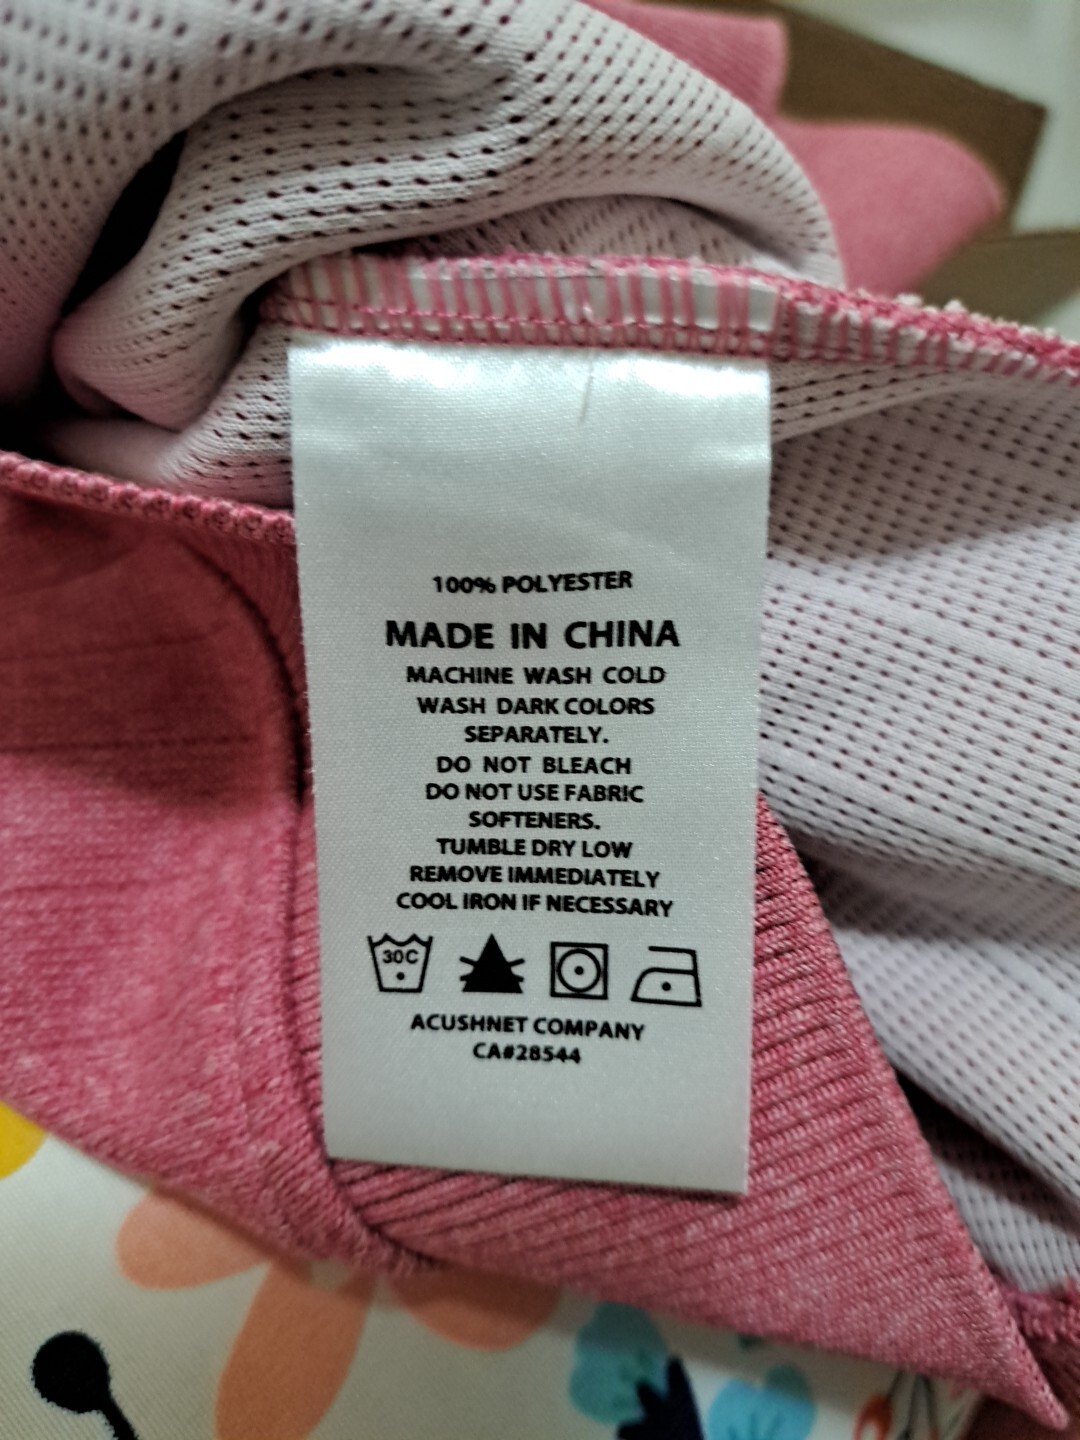 100% POLYESTER
MADE IN CHINA
MACHINE WASH COLD
WASH DARK COLORS
SEPARATELY.
DO NOT BLEACH
DO NOT USE FABRIC
SOFTENERS.
TUMBLE DRY LOW
REMOVE IMMEDIATELY
COOL IRON IF NECESSARY
30C
ACUSHNET COMPANY
CA#28544